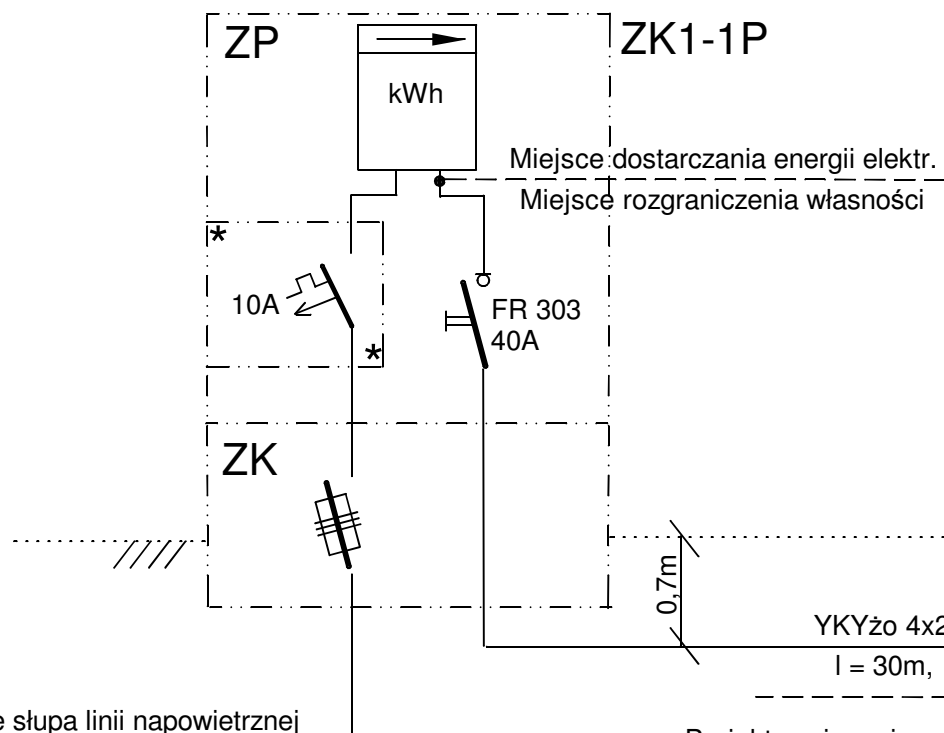 ZP
ZK1-1P
kWh
Miejsce dostarczania energii elektr.
Miejsce rozgraniczenia własności
*
10A
*
FR 303
40A
ZK
0,7m
YKYżo 4x2
l = 30m,
słupa linii napowietrznej